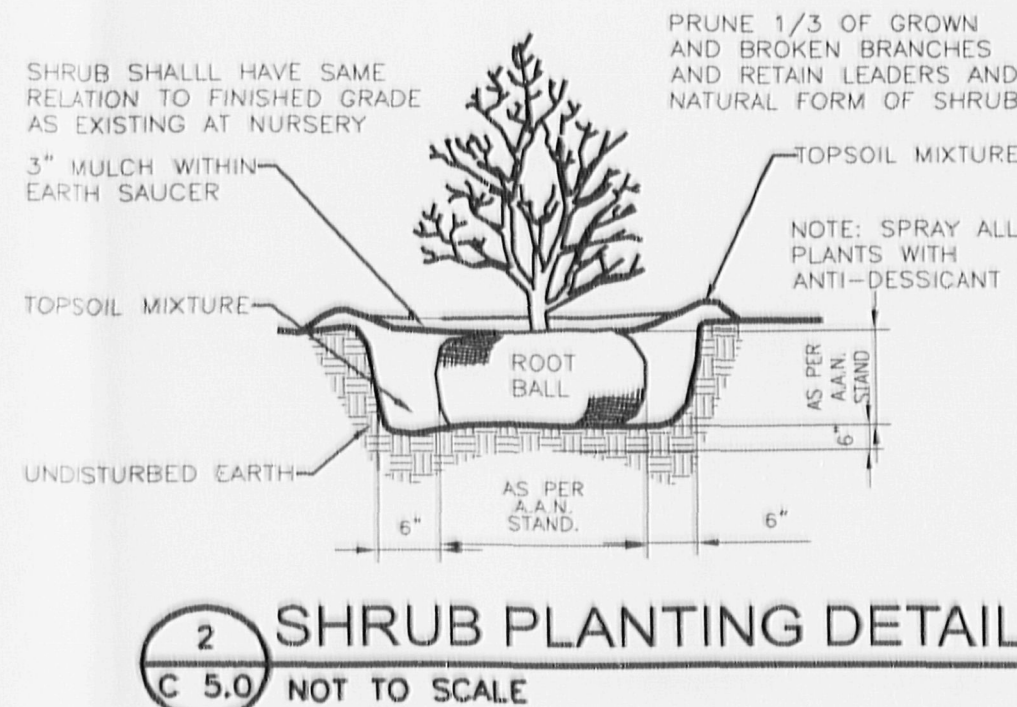 SHRUB SHALLL HAVE SAME
RELATION TO FINISHED GRADE
AS EXISTING AT NURSERY
3" MULCH WITHIN
EARTH SAUCER
TOPSOIL MIXTURE
UNDISTURBED EARTH
PRUNE 1/3 OF GROWN
AND BROKEN BRANCHES
AND RETAIN LEADERS AND
NATURAL FORM OF SHRUB
TOPSOIL MIXTURE
NOTE: SPRAY ALL
PLANTS WITH
ANTI-DESSICANT
ROOT
BALL
AS PER
A.A.N.
STAND
6"
6"
AS PER
A.A.N.
STAND.
6"
2
C 5.0
SHRUB PLANTING DETAIL
NOT TO SCALE